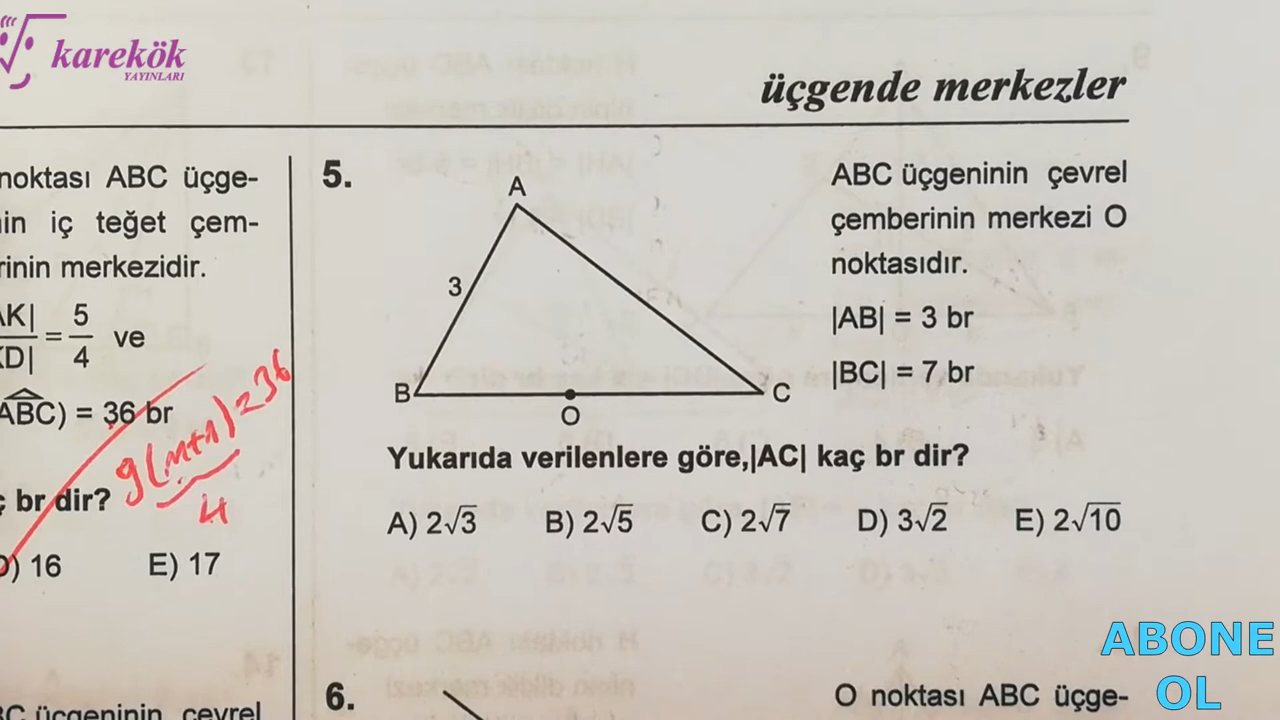 karekök
YAYINLARI
üçgende merkezler
noktası ABC üçge-
in iç teğet çem-
rinin merkezidir.
K| / D| = 5/4 ve
ABC) = 36 br
br dir?
9(m+n)=36
4
D) 16 E) 17
5.
A
3
B
O
C
ABC üçgeninin çevrel
çemberinin merkezi O
noktasıdır.
|AB| = 3 br
|BC| = 7 br
Yukarıda verilenlere göre,|AC| kaç br dir?
A) 2√3 B) 2√5 C) 2√7 D) 3√2 E) 2√10
C üçgeninin çevrel
6.
O noktası ABC üçge-
ABONE
OL